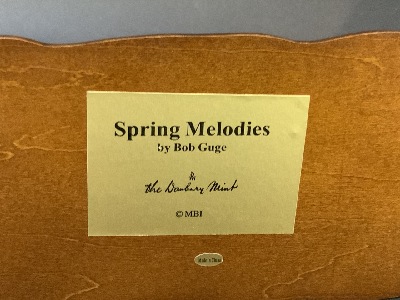 Spring Melodies
by Bob Guge
the Danbury Mint
© MBI